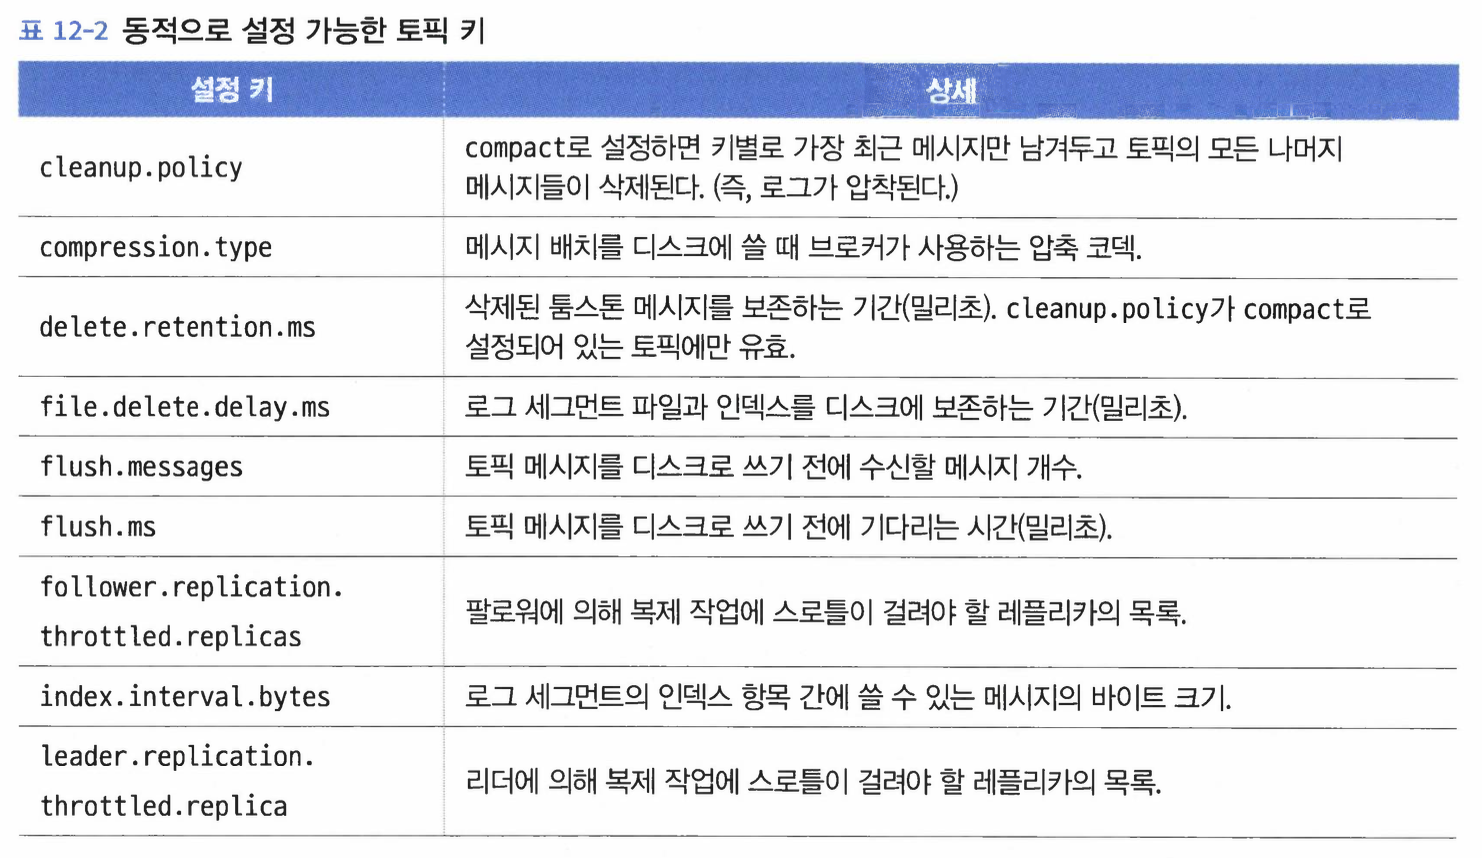 표 12-2 동적으로 설정 가능한 토픽 키
설정 키
상세
cleanup.policy
compact로 설정하면 키별로 가장 최근 메시지만 남겨두고 토픽의 모든 나머지
메시지들이 삭제된다. (즉, 로그가 압착된다.)
compression.type
메시지 배치를 디스크에 쓸 때 브로커가 사용하는 압축 코덱.
delete.retention.ms
삭제된 툼스톤 메시지를 보존하는 기간(밀리초). cleanup.policy가 compact로
설정되어 있는 토픽에만 유효.
file.delete.delay.ms
로그 세그먼트 파일과 인덱스를 디스크에 보존하는 기간(밀리초).
flush.messages
토픽 메시지를 디스크로 쓰기 전에 수신할 메시지 개수.
flush.ms
토픽 메시지를 디스크로 쓰기 전에 기다리는 시간(밀리초).
follower.replication.
throttled.replicas
팔로워에 의해 복제 작업에 스로틀이 걸려야 할 레플리카의 목록.
index.interval.bytes
로그 세그먼트의 인덱스 항목 간에 쓸 수 있는 메시지의 바이트 크기.
leader.replication.
throttled.replica
리더에 의해 복제 작업에 스로틀이 걸려야 할 레플리카의 목록.